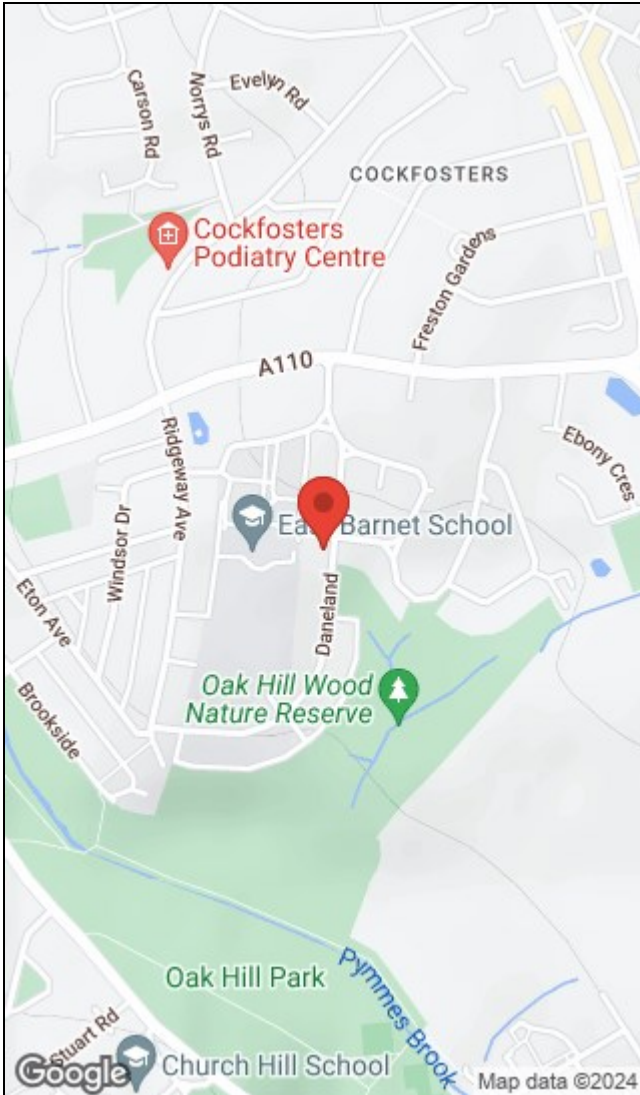 Carson Rd
Norrys Rd
Evelyn Rd
COCKFOSTERS
Cockfosters
Podiatry Centre
Freston Gardens
A110
Ridgeway Ave
Ebony Cres
Windsor Dr
East Barnet School
Eton Ave
Daneland
Brookside
Oak Hill Wood
Nature Reserve
Oak Hill Park
Pymmes Brook
Stuart Rd
Church Hill School
Google
Map data ©2024